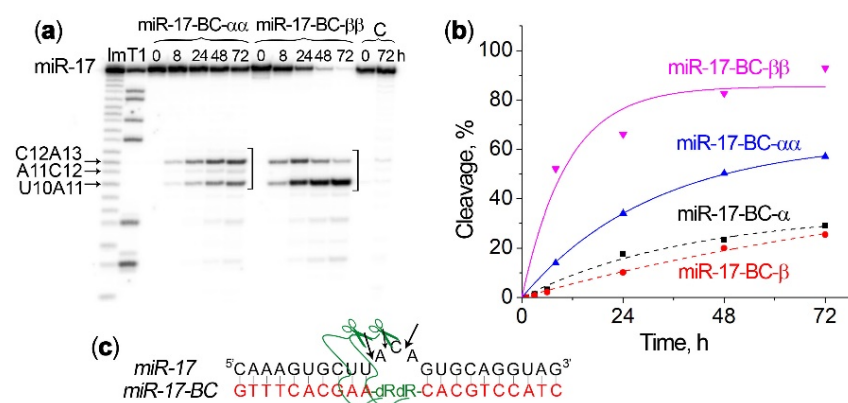 (a)
miR-17-BC-αα miR-17-BC-ββ C
ImT1 0 8 24 48 72 0 8 24 48 72 0 72 h
miR-17
C12A13
A11C12
U10A11
(b)
Cleavage, %
100
80
60
40
20
0
miR-17-BC-ββ
miR-17-BC-αα
miR-17-BC-α
miR-17-BC-β
0 24 48 72
Time, h
(c)
A C A
miR-17 5'CAAAGUGCUU GUGCAGGUAG3'
miR-17-BC GTTTCACGAA-dRdR-CACGTCCATC